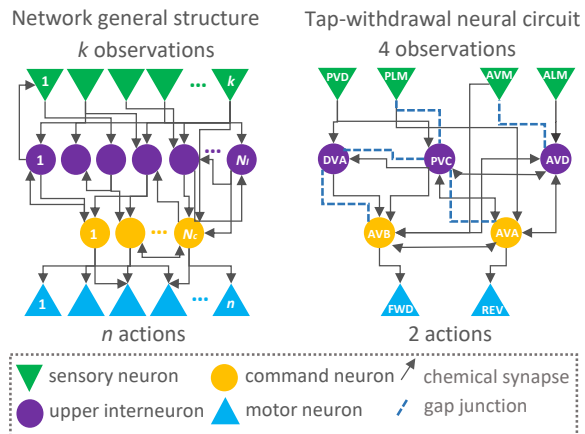 Network general structure
k observations
1 ... k
1 ... Nᵢ
1 ... Nc
1 ... n
n actions
Tap-withdrawal neural circuit
4 observations
PVD PLM AVM ALM
DVA PVC AVD
AVB AVA
FWD REV
2 actions
sensory neuron command neuron chemical synapse
upper interneuron motor neuron gap junction